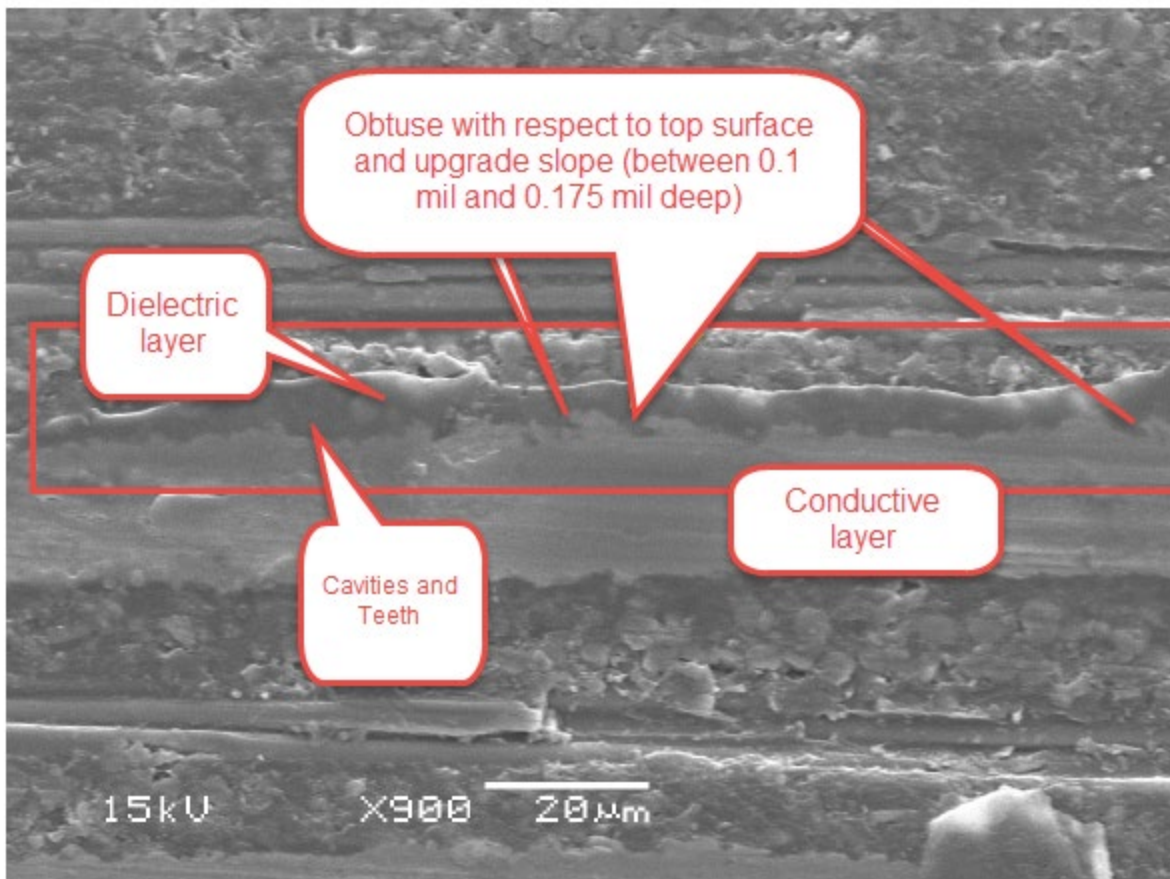 Obtuse with respect to top surface
and upgrade slope (between 0.1
mil and 0.175 mil deep)
Dielectric
layer
Conductive
layer
Cavities and
Teeth
15kV X900 20μm